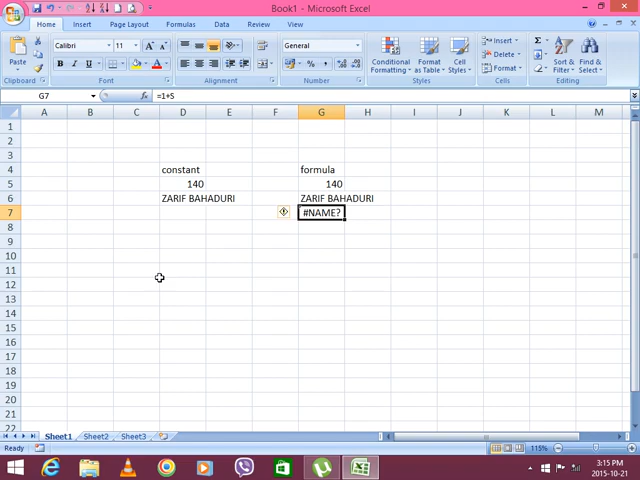 Book1 - Microsoft Excel
Home Insert Page Layout Formulas Data Review View
Paste
Calibri 11 A A
General
Conditional Formatting Format as Table Cell Styles
Insert
Delete
Format
Sort & Filter Find & Select
B I U
$ % ,
Clipboard Font Alignment Number Styles Cells Editing
G7 fx =1+S
A B C D E F G H I J K L M
1
2
3
4 constant formula
5 140 140
6 ZARIF BAHADURI ZARIF BAHADURI
7 #NAME?
8
9
10
11
12
13
14
15
16
17
18
19
20
21
22
Sheet1 Sheet2 Sheet3
Ready 115%
3:15 PM
2015-10-21